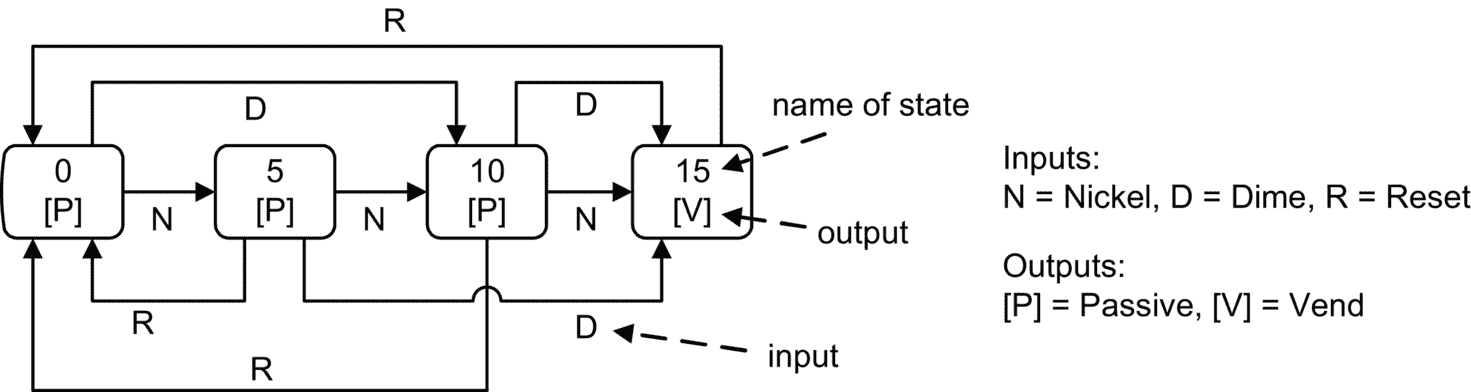 R
D
D
name of state
0
[P]
5
[P]
10
[P]
15
[V]
N
N
N
output
R
D
input
R
Inputs:
N = Nickel, D = Dime, R = Reset
Outputs:
[P] = Passive, [V] = Vend